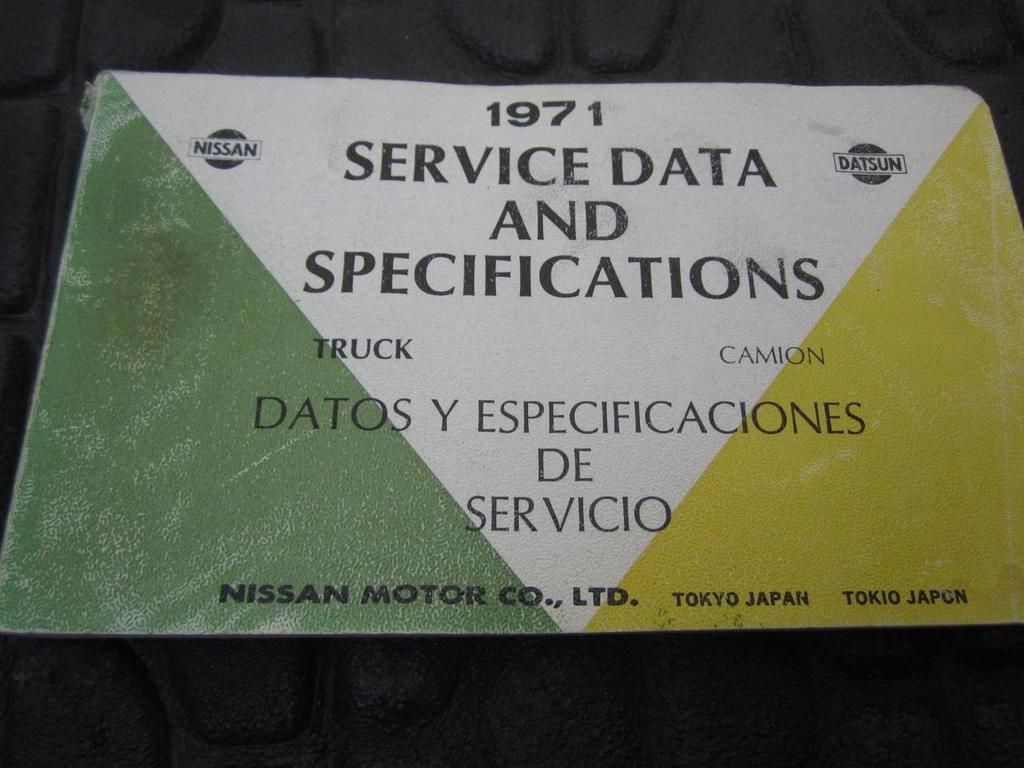 1971
NISSAN
DATSUN
SERVICE DATA
AND
SPECIFICATIONS
TRUCK CAMION
DATOS Y ESPECIFICACIONES
DE
SERVICIO
NISSAN MOTOR CO., LTD. TOKYO JAPAN TOKIO JAPON